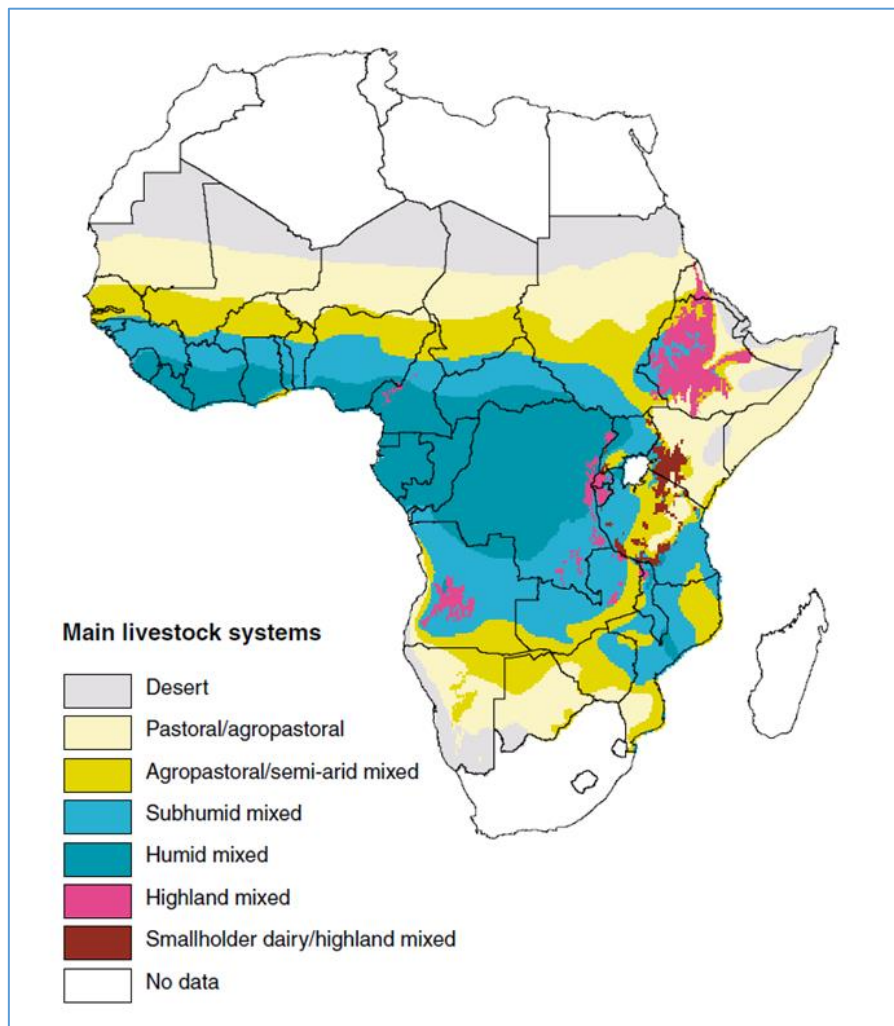 Main livestock systems
Desert
Pastoral/agropastoral
Agropastoral/semi-arid mixed
Subhumid mixed
Humid mixed
Highland mixed
Smallholder dairy/highland mixed
No data